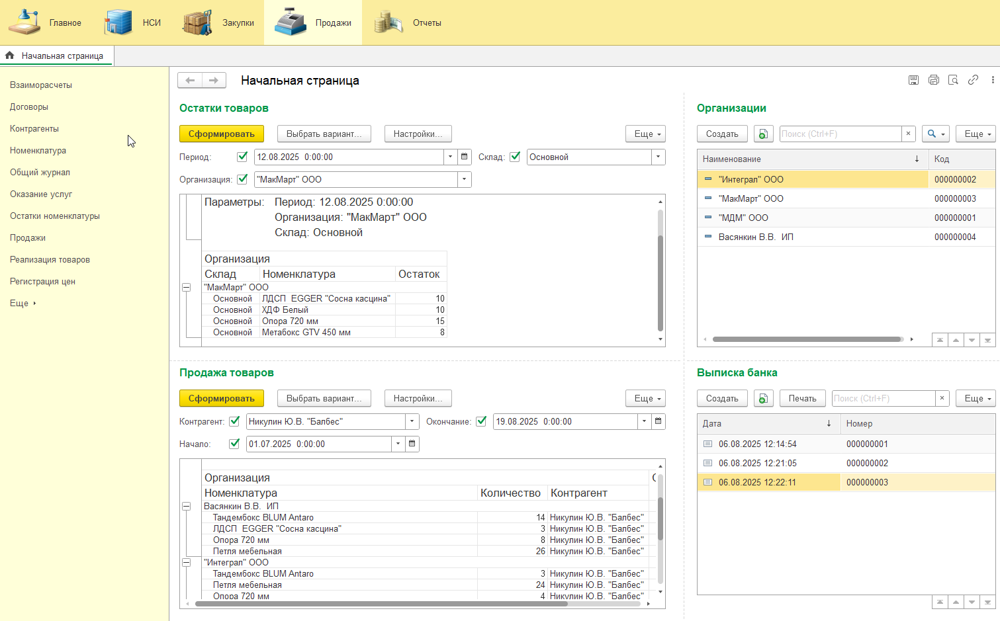 Главное
НСИ
Закупки
Продажи
Отчеты
Начальная страница
Взаиморасчеты
Договоры
Контрагенты
Номенклатура
Общий журнал
Оказание услуг
Остатки номенклатуры
Продажи
Реализация товаров
Регистрация цен
Еще
Начальная страница
Остатки товаров
Сформировать
Выбрать вариант...
Настройки...
Еще
Период:
12.08.2025 0:00:00
Склад:
Основной
Организация:
"МакМарт" ООО
Параметры: Период: 12.08.2025 0:00:00
Организация: "МакМарт" ООО
Склад: Основной
Организация
Склад Номенклатура Остаток
"МакМарт" ООО
Основной ЛДСП EGGER "Сосна касцина" 10
Основной ХДФ Белый 10
Основной Опора 720 мм 15
Основной Метабокс GTV 450 мм 8
Организации
Создать
Поиск (Ctrl+F)
×
Еще
Наименование ↓ Код
"Интеграл" ООО 000000002
"МакМарт" ООО 000000003
"МДМ" ООО 000000001
Васянкин В.В. ИП 000000004
Продажа товаров
Сформировать
Выбрать вариант...
Настройки...
Еще
Контрагент:
Никулин Ю.В. "Балбес"
Окончание:
19.08.2025 0:00:00
Начало:
01.07.2025 0:00:00
Организация
Номенклатура Количество Контрагент
Васянкин В.В. ИП
Тандембокс BLUM Antaro 14 Никулин Ю.В. "Балбес"
ЛДСП EGGER "Сосна касцина" 3 Никулин Ю.В. "Балбес"
Опора 720 мм 8 Никулин Ю.В. "Балбес"
Петля мебельная 26 Никулин Ю.В. "Балбес"
"Интеграл" ООО
Тандембокс BLUM Antaro 3 Никулин Ю.В. "Балбес"
Петля мебельная 24 Никулин Ю.В. "Балбес"
Опора 720 мм 4 Никулин Ю.В. "Балбес"
Выписка банка
Создать
Печать
Поиск (Ctrl+F)
×
Еще
Дата ↓ Номер
06.08.2025 12:14:54 000000001
06.08.2025 12:21:05 000000002
06.08.2025 12:22:11 000000003